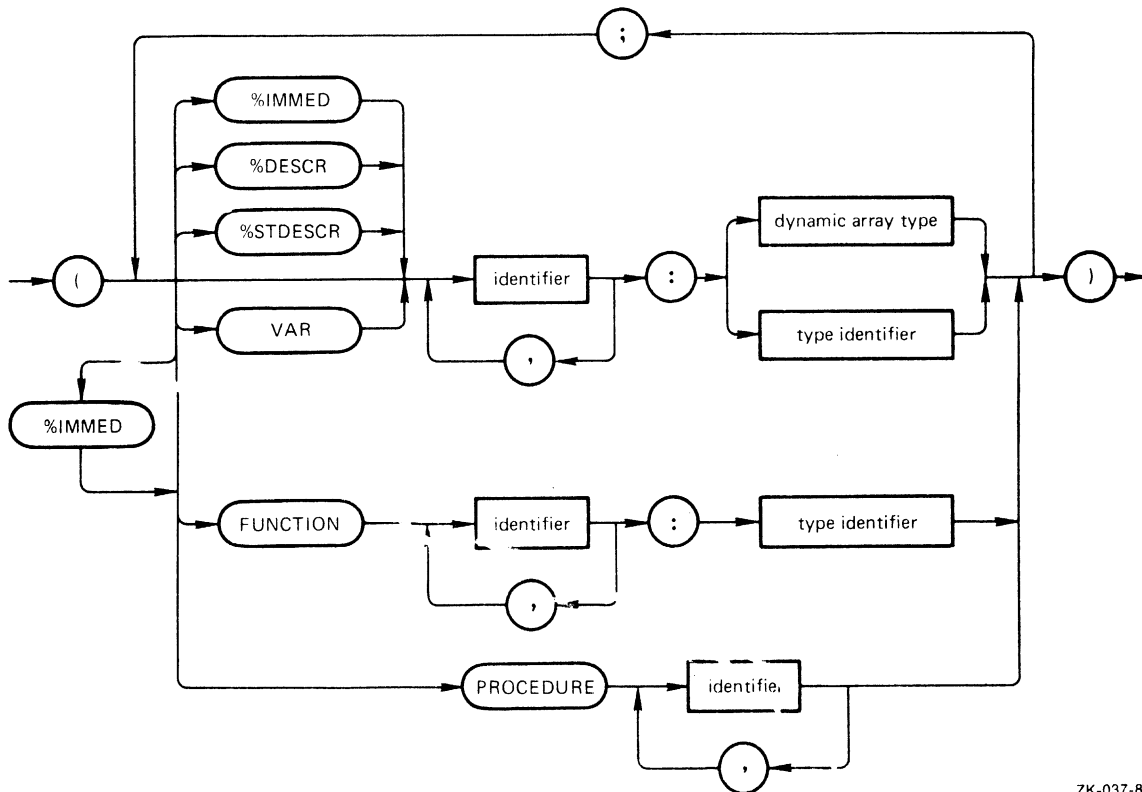 ;
%IMMED
%DESCR
%STDESCR
dynamic array type
( identifier : )
VAR
type identifier
,
%IMMED
FUNCTION identifier : type identifier
,
PROCEDURE identifier
,
ZK-037-8